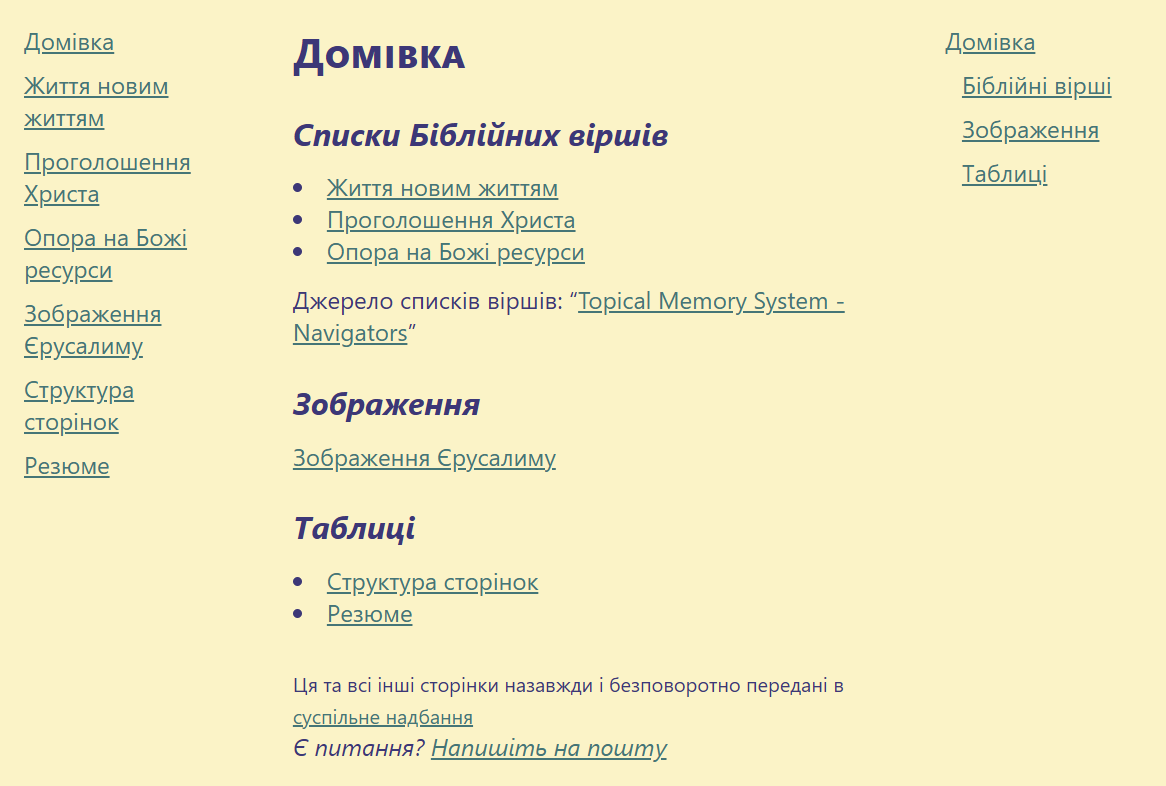 Домівка
Життя новим
життям
Проголошення
Христа
Опора на Божі
ресурси
Зображення
Єрусалиму
Структура
сторінок
Резюме
Домівка
Списки Біблійних віршів
Життя новим життям
Проголошення Христа
Опора на Божі ресурси
Джерело списків віршів: “Topical Memory System -
Navigators”
Зображення
Зображення Єрусалиму
Таблиці
Структура сторінок
Резюме
Ця та всі інші сторінки назавжди і безповоротно передані в
суспільне надбання
Є питання? Напишіть на пошту
Домівка
Біблійні вірші
Зображення
Таблиці